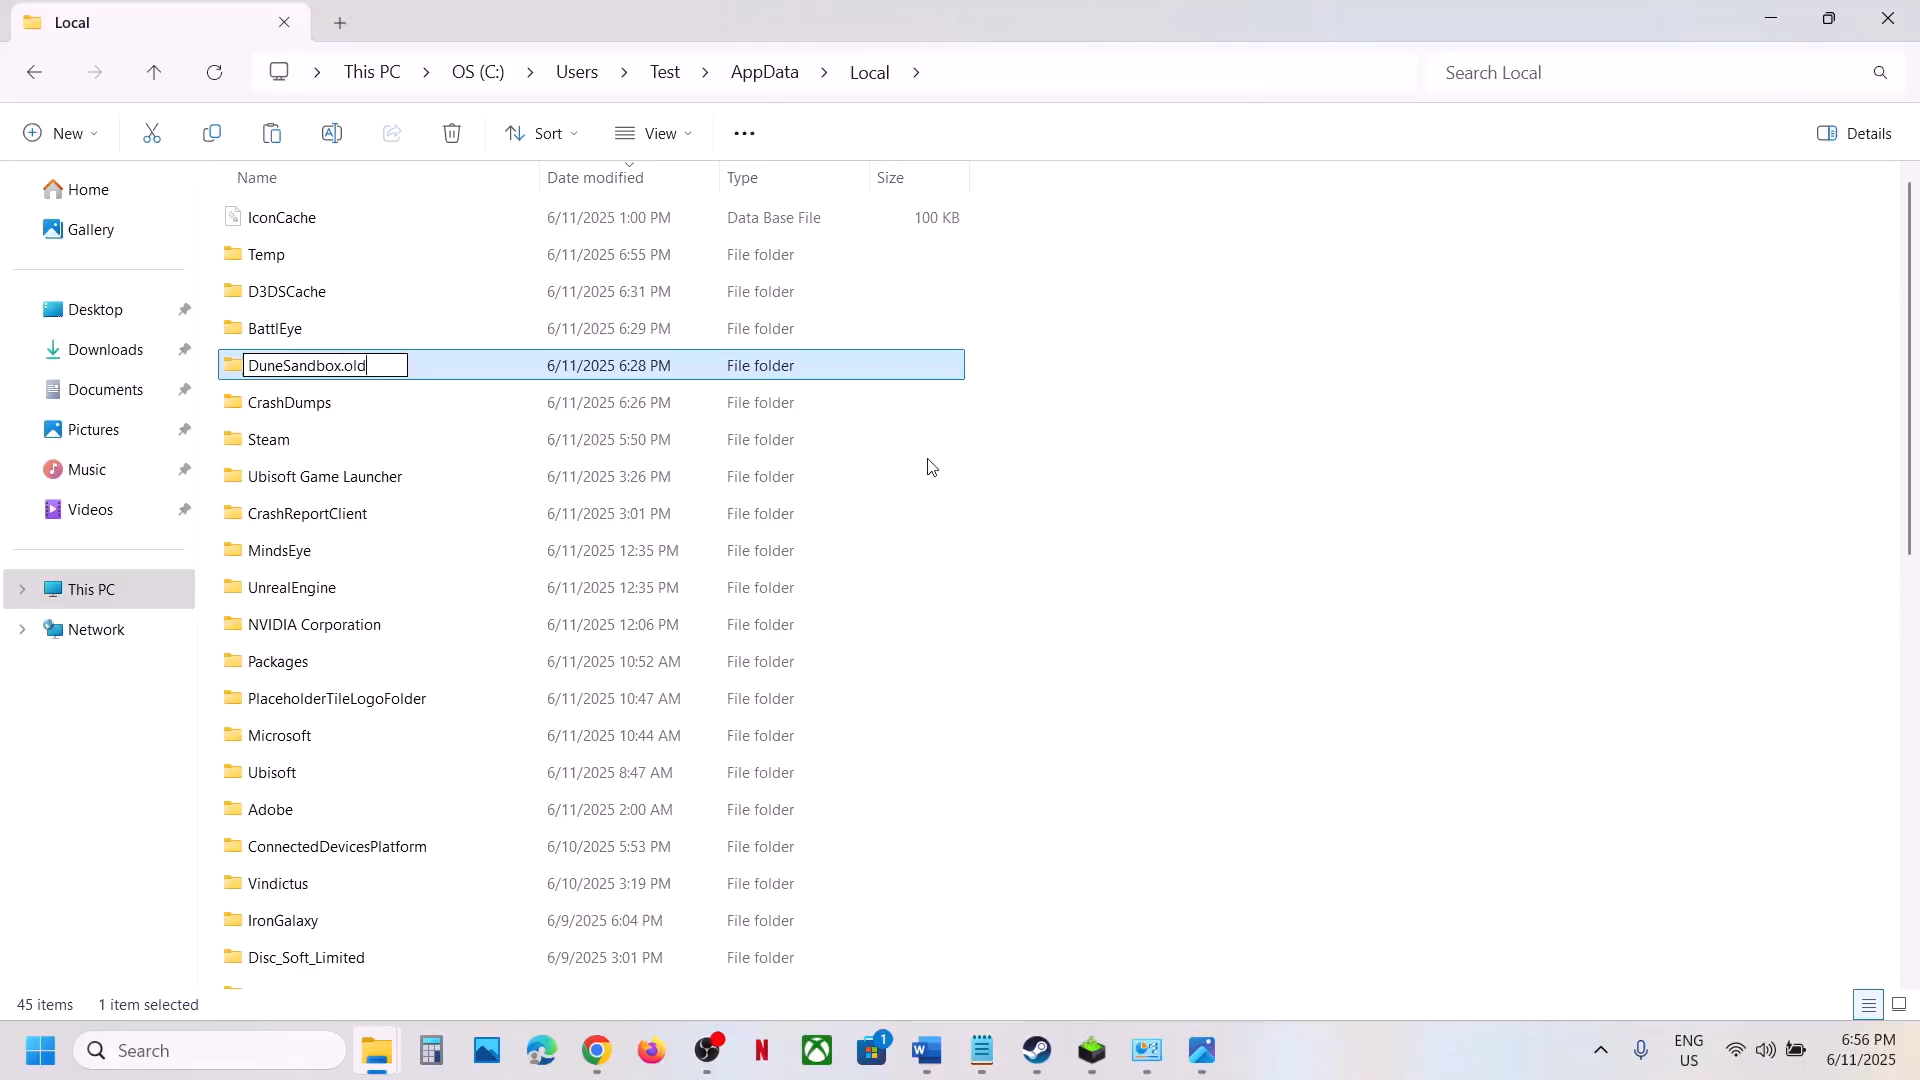 Local
This PC > OS (C:) > Users > Test > AppData > Local >
Search Local
New
Sort
View
Details
Name
Date modified
Type
Size
Home
Gallery
Desktop
Downloads
Documents
Pictures
Music
Videos
This PC
Network
IconCache 6/11/2025 1:00 PM Data Base File 100 KB
Temp 6/11/2025 6:55 PM File folder
D3DSCache 6/11/2025 6:31 PM File folder
BattlEye 6/11/2025 6:29 PM File folder
DuneSandbox.old 6/11/2025 6:28 PM File folder
CrashDumps 6/11/2025 6:26 PM File folder
Steam 6/11/2025 5:50 PM File folder
Ubisoft Game Launcher 6/11/2025 3:26 PM File folder
CrashReportClient 6/11/2025 3:01 PM File folder
MindsEye 6/11/2025 12:35 PM File folder
UnrealEngine 6/11/2025 12:35 PM File folder
NVIDIA Corporation 6/11/2025 12:06 PM File folder
Packages 6/11/2025 10:52 AM File folder
PlaceholderTileLogoFolder 6/11/2025 10:47 AM File folder
Microsoft 6/11/2025 10:44 AM File folder
Ubisoft 6/11/2025 8:47 AM File folder
Adobe 6/11/2025 2:00 AM File folder
ConnectedDevicesPlatform 6/10/2025 5:53 PM File folder
Vindictus 6/10/2025 3:19 PM File folder
IronGalaxy 6/9/2025 6:04 PM File folder
Disc_Soft_Limited 6/9/2025 3:01 PM File folder
45 items 1 item selected
Search
N
1
W
ENG
US
6:56 PM
6/11/2025